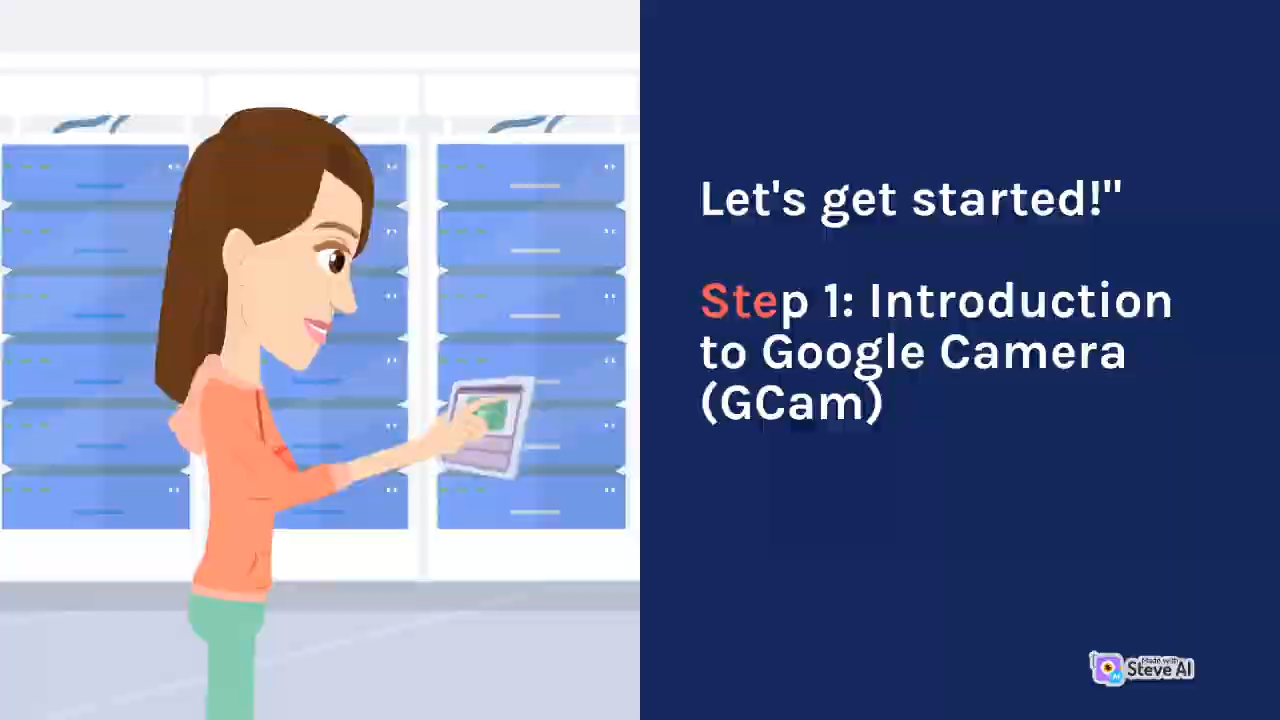 Let's get started!"
Step 1: Introduction
to Google Camera
(GCam)
Made with
Steve AI